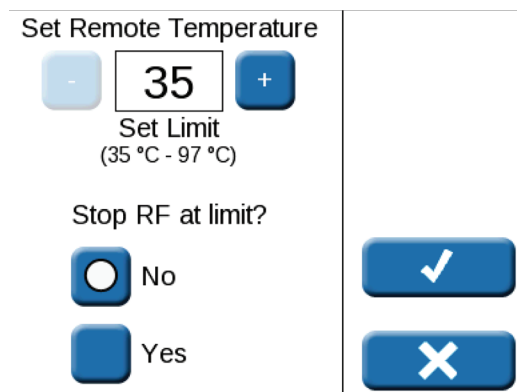 Set Remote Temperature
- 35 +
Set Limit
(35 °C - 97 °C)
Stop RF at limit?
No
Yes